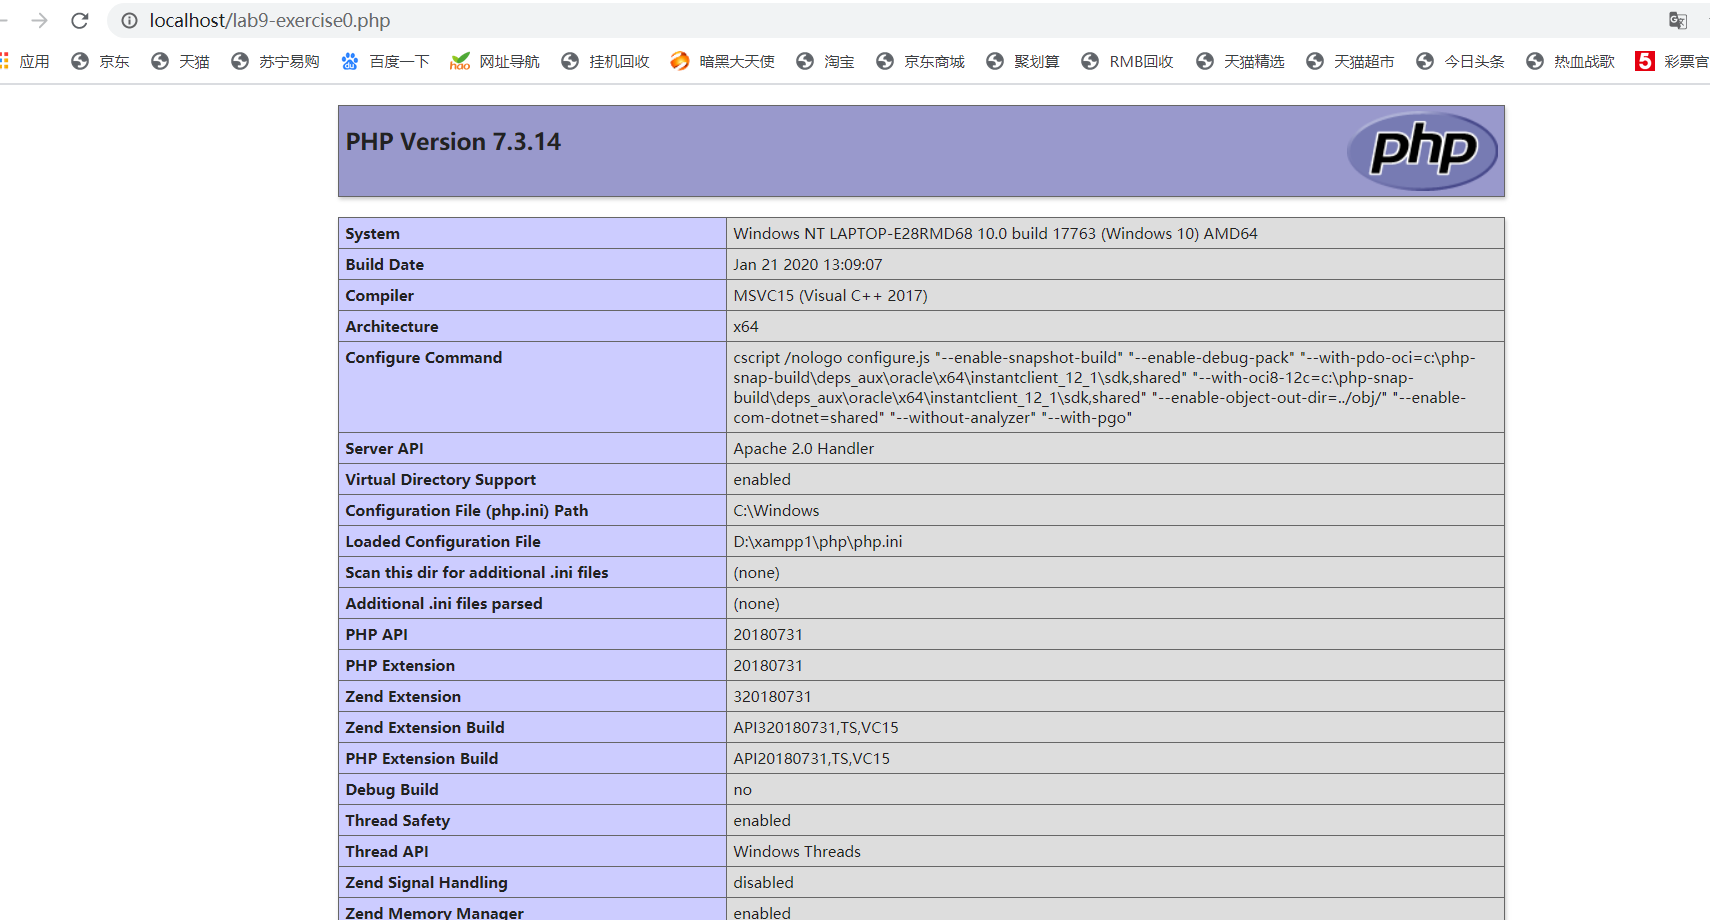 localhost/lab9-exercise0.php
应用 京东 天猫 苏宁易购 百度一下 hao 网址导航 挂机回收 暗黑大天使 淘宝 京东商城 聚划算 RMB回收 天猫精选 天猫超市 今日头条 热血战歌 5 彩票官
PHP Version 7.3.14 php
System Windows NT LAPTOP-E28RMD68 10.0 build 17763 (Windows 10) AMD64
Build Date Jan 21 2020 13:09:07
Compiler MSVC15 (Visual C++ 2017)
Architecture x64
Configure Command cscript /nologo configure.js "--enable-snapshot-build" "--enable-debug-pack" "--with-pdo-oci=c:\php-
snap-build\deps_aux\oracle\x64\instantclient_12_1\sdk,shared" "--with-oci8-12c=c:\php-snap-
build\deps_aux\oracle\x64\instantclient_12_1\sdk,shared" "--enable-object-out-dir=../obj/" "--enable-
com-dotnet=shared" "--without-analyzer" "--with-pgo"
Server API Apache 2.0 Handler
Virtual Directory Support enabled
Configuration File (php.ini) Path C:\Windows
Loaded Configuration File D:\xampp1\php\php.ini
Scan this dir for additional .ini files (none)
Additional .ini files parsed (none)
PHP API 20180731
PHP Extension 20180731
Zend Extension 320180731
Zend Extension Build API320180731,TS,VC15
PHP Extension Build API20180731,TS,VC15
Debug Build no
Thread Safety enabled
Thread API Windows Threads
Zend Signal Handling disabled
Zend Memory Manager enabled